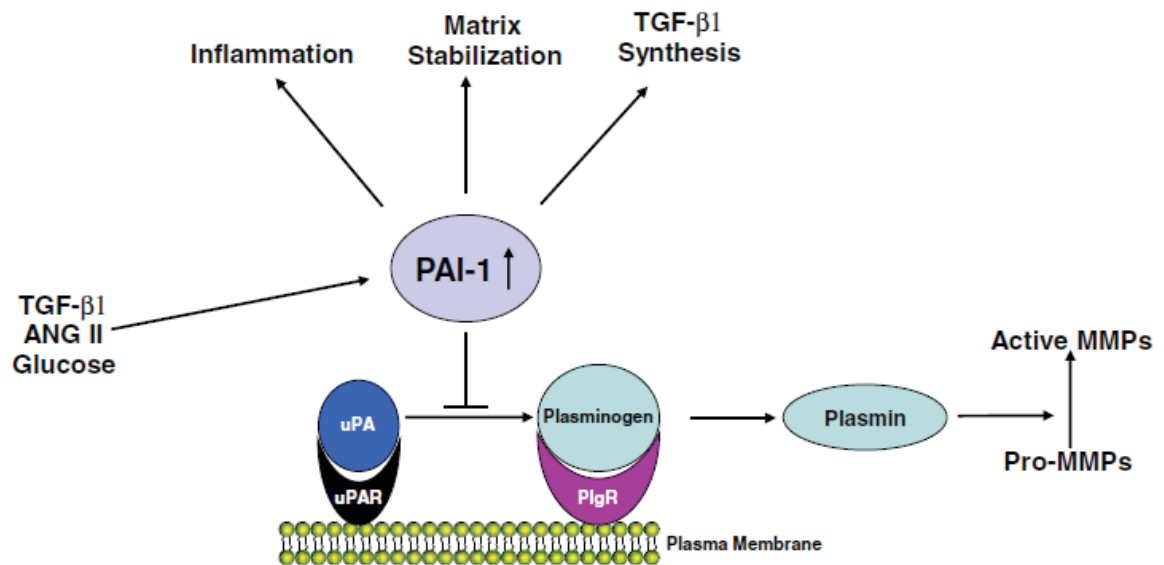 Inflammation
Matrix
Stabilization
TGF-β1
Synthesis
PAI-1
TGF-β1
ANG II
Glucose
uPA
uPAR
Plasminogen
PlgR
Plasmin
Active MMPs
Pro-MMPs
Plasma Membrane